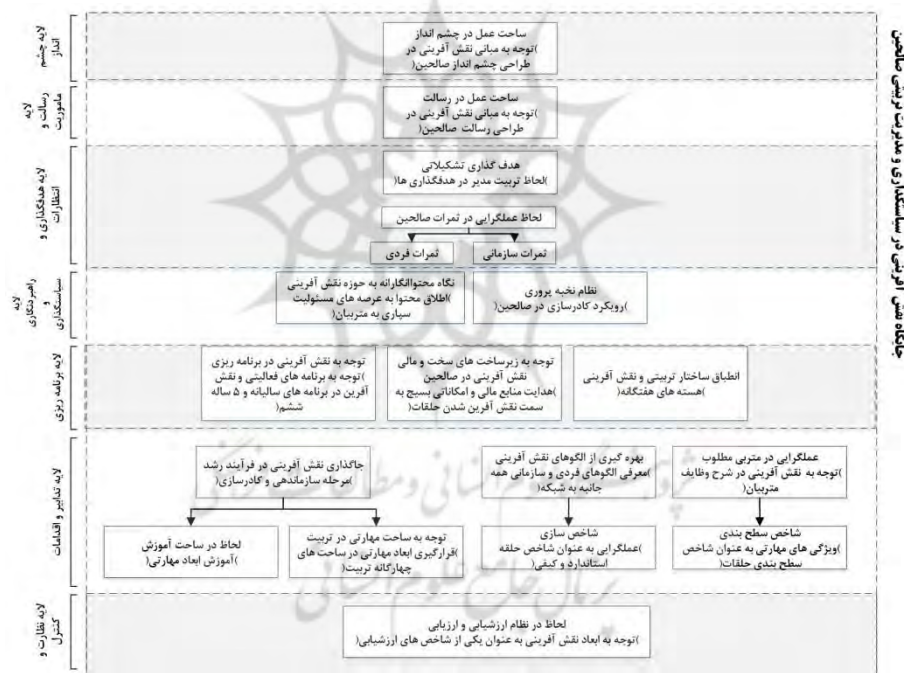 جایگاه نقش آفرینی در سیاستگذاری و مدیریت تربیتی صالحین
لایه چشم
انداز
ساحت عمل در چشم انداز
)توجه به مبانی نقش آفرینی در
طراحی چشم انداز صالحین(
لایه
رسالت و
ماموریت
ساحت عمل در رسالت
)توجه به مبانی نقش آفرینی در
طراحی رسالت صالحین(
لایه هدفگذاری و
انتظارات
هدف گذاری تشکیلاتی
)لحاظ تربیت مدیر در هدفگذاری ها(
لحاظ عملگرایی در ثمرات صالحین
ثمرات سازمانی
ثمرات فردی
لایه
سیاستگذاری
و
راهبردنگاری
نظام نخبه پروری
)رویکرد کادرسازی در صالحین(
نگاه محتواانگارانه به حوزه نقش آفرینی
)اطلاق محتوا به عرصه های مسئولیت
سپاری به متربیان(
لایه برنامه ریزی
انطباق ساختار تربیتی و نقش آفرینی
)هسته های هفتگانه(
توجه به زیرساخت های سخت و مالی
نقش آفرینی در صالحین
)هدایت منابع مالی و امکاناتی بسیج به
سمت نقش آفرین شدن حلقات(
توجه به نقش آفرینی در برنامه ریزی
)توجه به برنامه های فعالیتی و نقش
آفرین در برنامه های سالیانه و ۵ ساله
ششم(
لایه تدابیر و اقدامات
عملگرایی در متربی مطلوب
)توجه به نقش آفرینی در شرح وظایف
متربیان(
بهره گیری از الگوهای نقش آفرینی
)معرفی الگوهای فردی و سازمانی همه
جانبه به شبکه(
جاگذاری نقش آفرینی در فرآیند رشد
)مرحله سازماندهی و کادرسازی(
شاخص سطح بندی
)ویژگی های مهارتی به عنوان شاخص
سطح بندی حلقات(
شاخص سازی
)عملگرایی به عنوان شاخص حلقه
استاندارد و کیفی(
توجه به ساحت مهارتی در تربیت
)قرارگیری ابعاد مهارتی در ساحت های
چهارگانه تربیت(
لحاظ در ساحت آموزش
)آموزش ابعاد مهارتی(
لایه نظارت و
کنترل
لحاظ در نظام ارزشیابی و ارزیابی
)توجه به ابعاد نقش آفرینی به عنوان یکی از شاخص های ارزشیابی(
پژوهشگاه علوم انسانی و مطالعات فرهنگی
پرتال جامع علوم انسانی